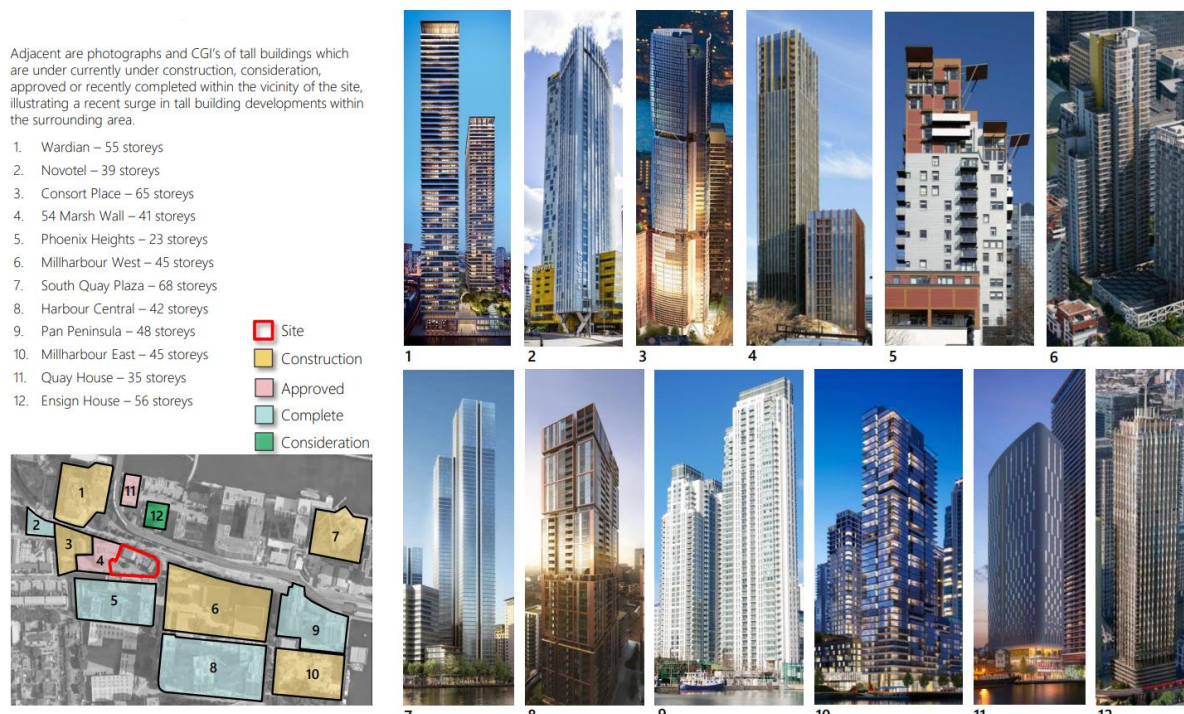 Adjacent are photographs and CGI's of tall buildings which
are under currently under construction, consideration,
approved or recently completed within the vicinity of the site,
illustrating a recent surge in tall building developments within
the surrounding area.
1. Wardian – 55 storeys
2. Novotel – 39 storeys
3. Consort Place – 65 storeys
4. 54 Marsh Wall – 41 storeys
5. Phoenix Heights – 23 storeys
6. Millharbour West – 45 storeys
7. South Quay Plaza – 68 storeys
8. Harbour Central – 42 storeys
9. Pan Peninsula – 48 storeys
10. Millharbour East – 45 storeys
11. Quay House – 35 storeys
12. Ensign House – 56 storeys
Site
Construction
Approved
Complete
Consideration
1
11
12
2
3
4
7
5
6
9
8
10
1
2
3
4
5
6
7
8
9
10
11
12